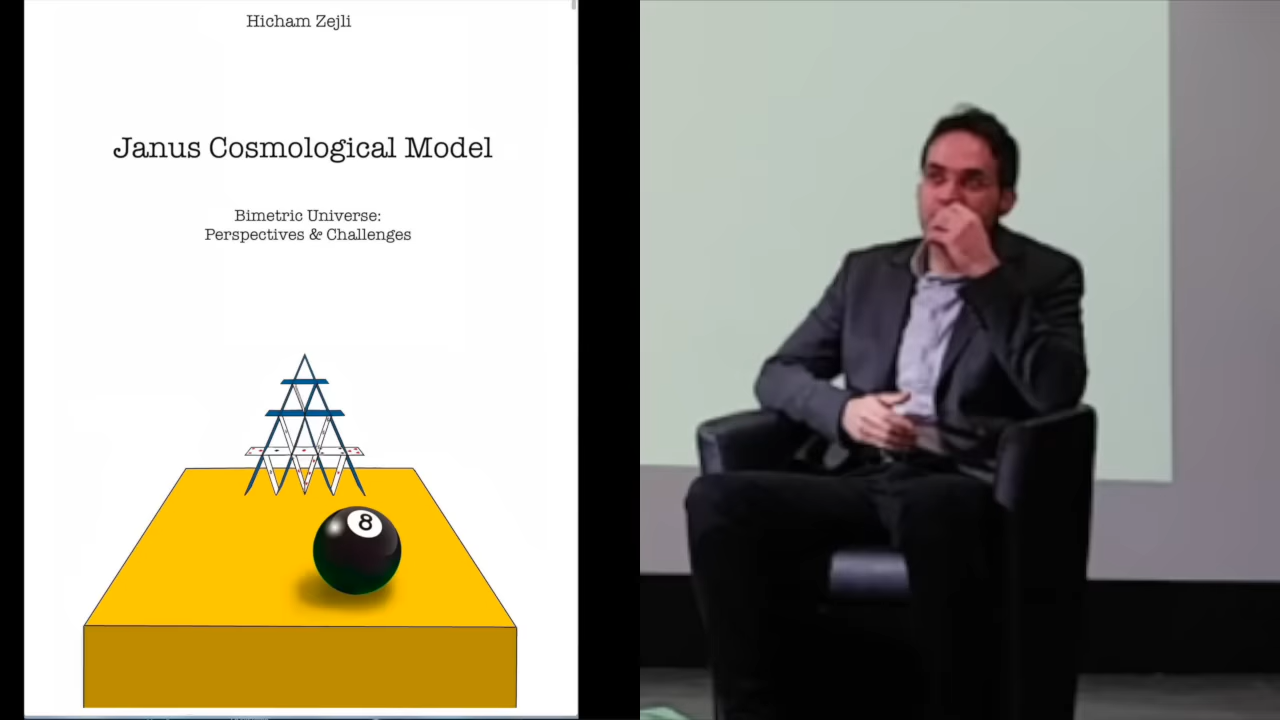 Hicham Zejli
Janus Cosmological Model
Bimetric Universe:
Perspectives & Challenges
8